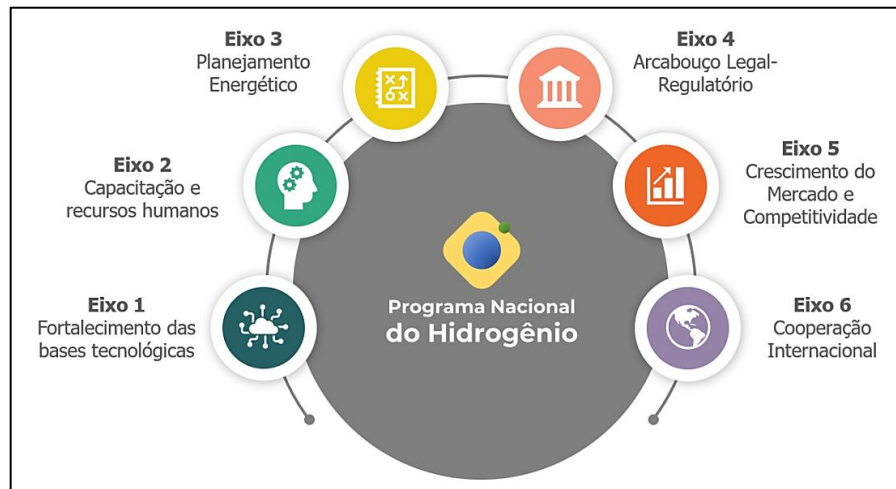 Eixo 1
Fortalecimento das
bases tecnológicas
Eixo 2
Capacitação e
recursos humanos
Eixo 3
Planejamento
Energético
Eixo 4
Arcabouço Legal-
Regulatório
Eixo 5
Crescimento do
Mercado e
Competitividade
Eixo 6
Cooperação
Internacional
Programa Nacional
do Hidrogênio